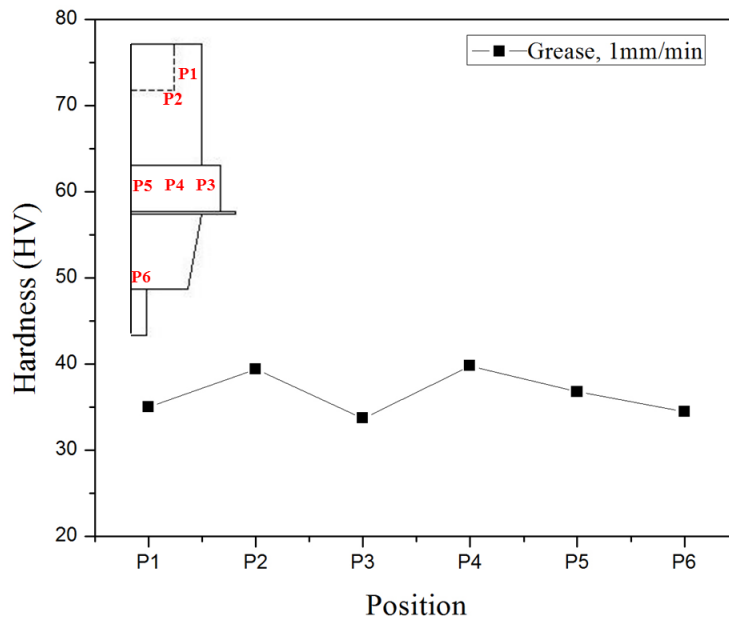 80
70
60
50
40
30
20
Hardness (HV)
Grease, 1mm/min
P1
P2
P5 P4 P3
P6
P1 P2 P3 P4 P5 P6
Position